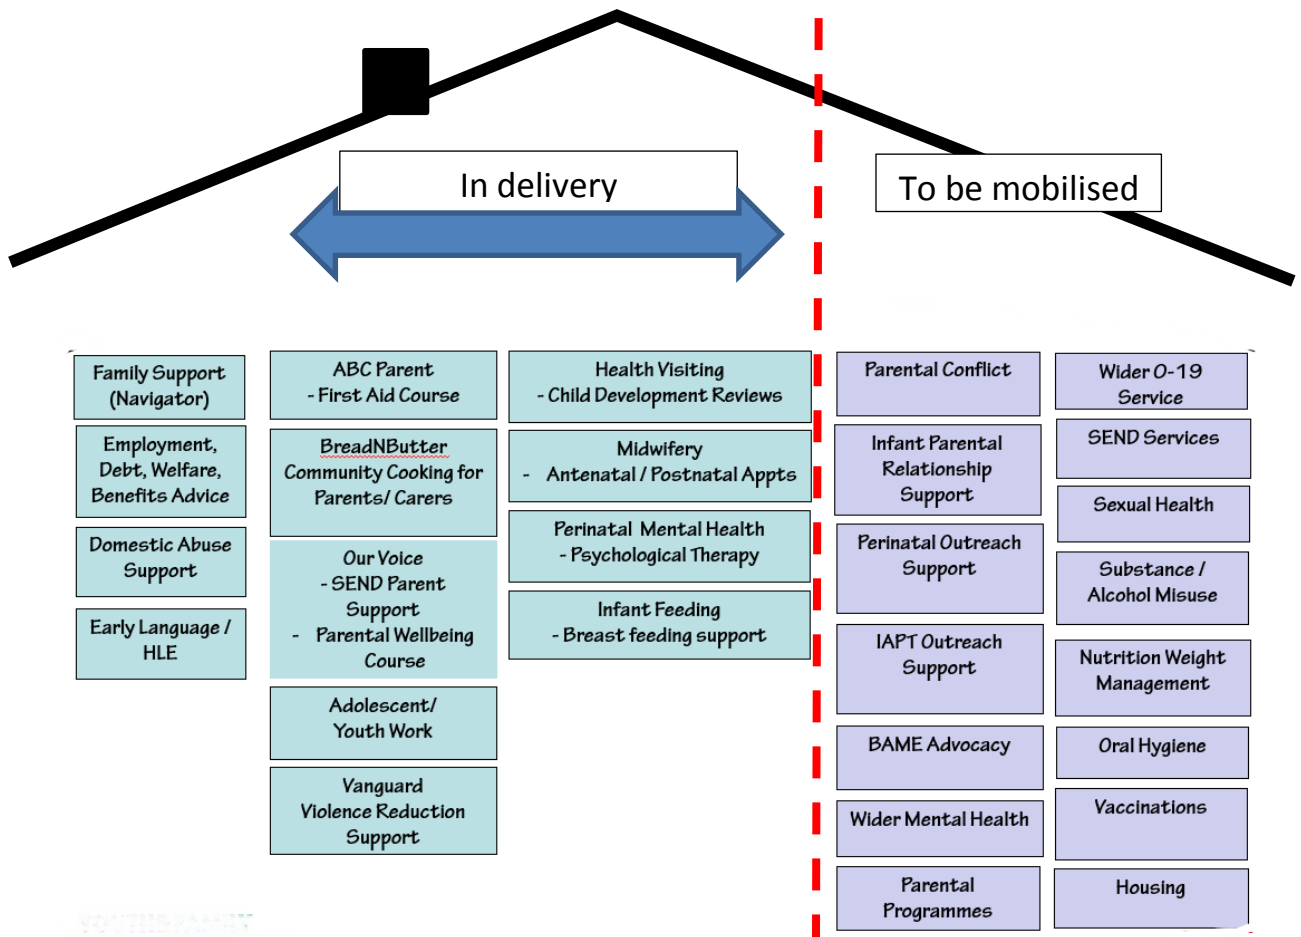 In delivery
To be mobilised
Family Support
(Navigator)
Employment,
Debt, Welfare,
Benefits Advice
Domestic Abuse
Support
Early Language /
HLE
ABC Parent
- First Aid Course
BreadNButter
Community Cooking for
Parents/ Carers
Our Voice
- SEND Parent
Support
- Parental Wellbeing
Course
Adolescent/
Youth Work
Vanguard
Violence Reduction
Support
Health Visiting
- Child Development Reviews
Midwifery
- Antenatal / Postnatal Appts
Perinatal Mental Health
- Psychological Therapy
Infant Feeding
- Breast feeding support
Parental Conflict
Infant Parental
Relationship
Support
Perinatal Outreach
Support
IAPT Outreach
Support
BAME Advocacy
Wider Mental Health
Parental
Programmes
Wider 0-19
Service
SEND Services
Sexual Health
Substance /
Alcohol Misuse
Nutrition Weight
Management
Oral Hygiene
Vaccinations
Housing